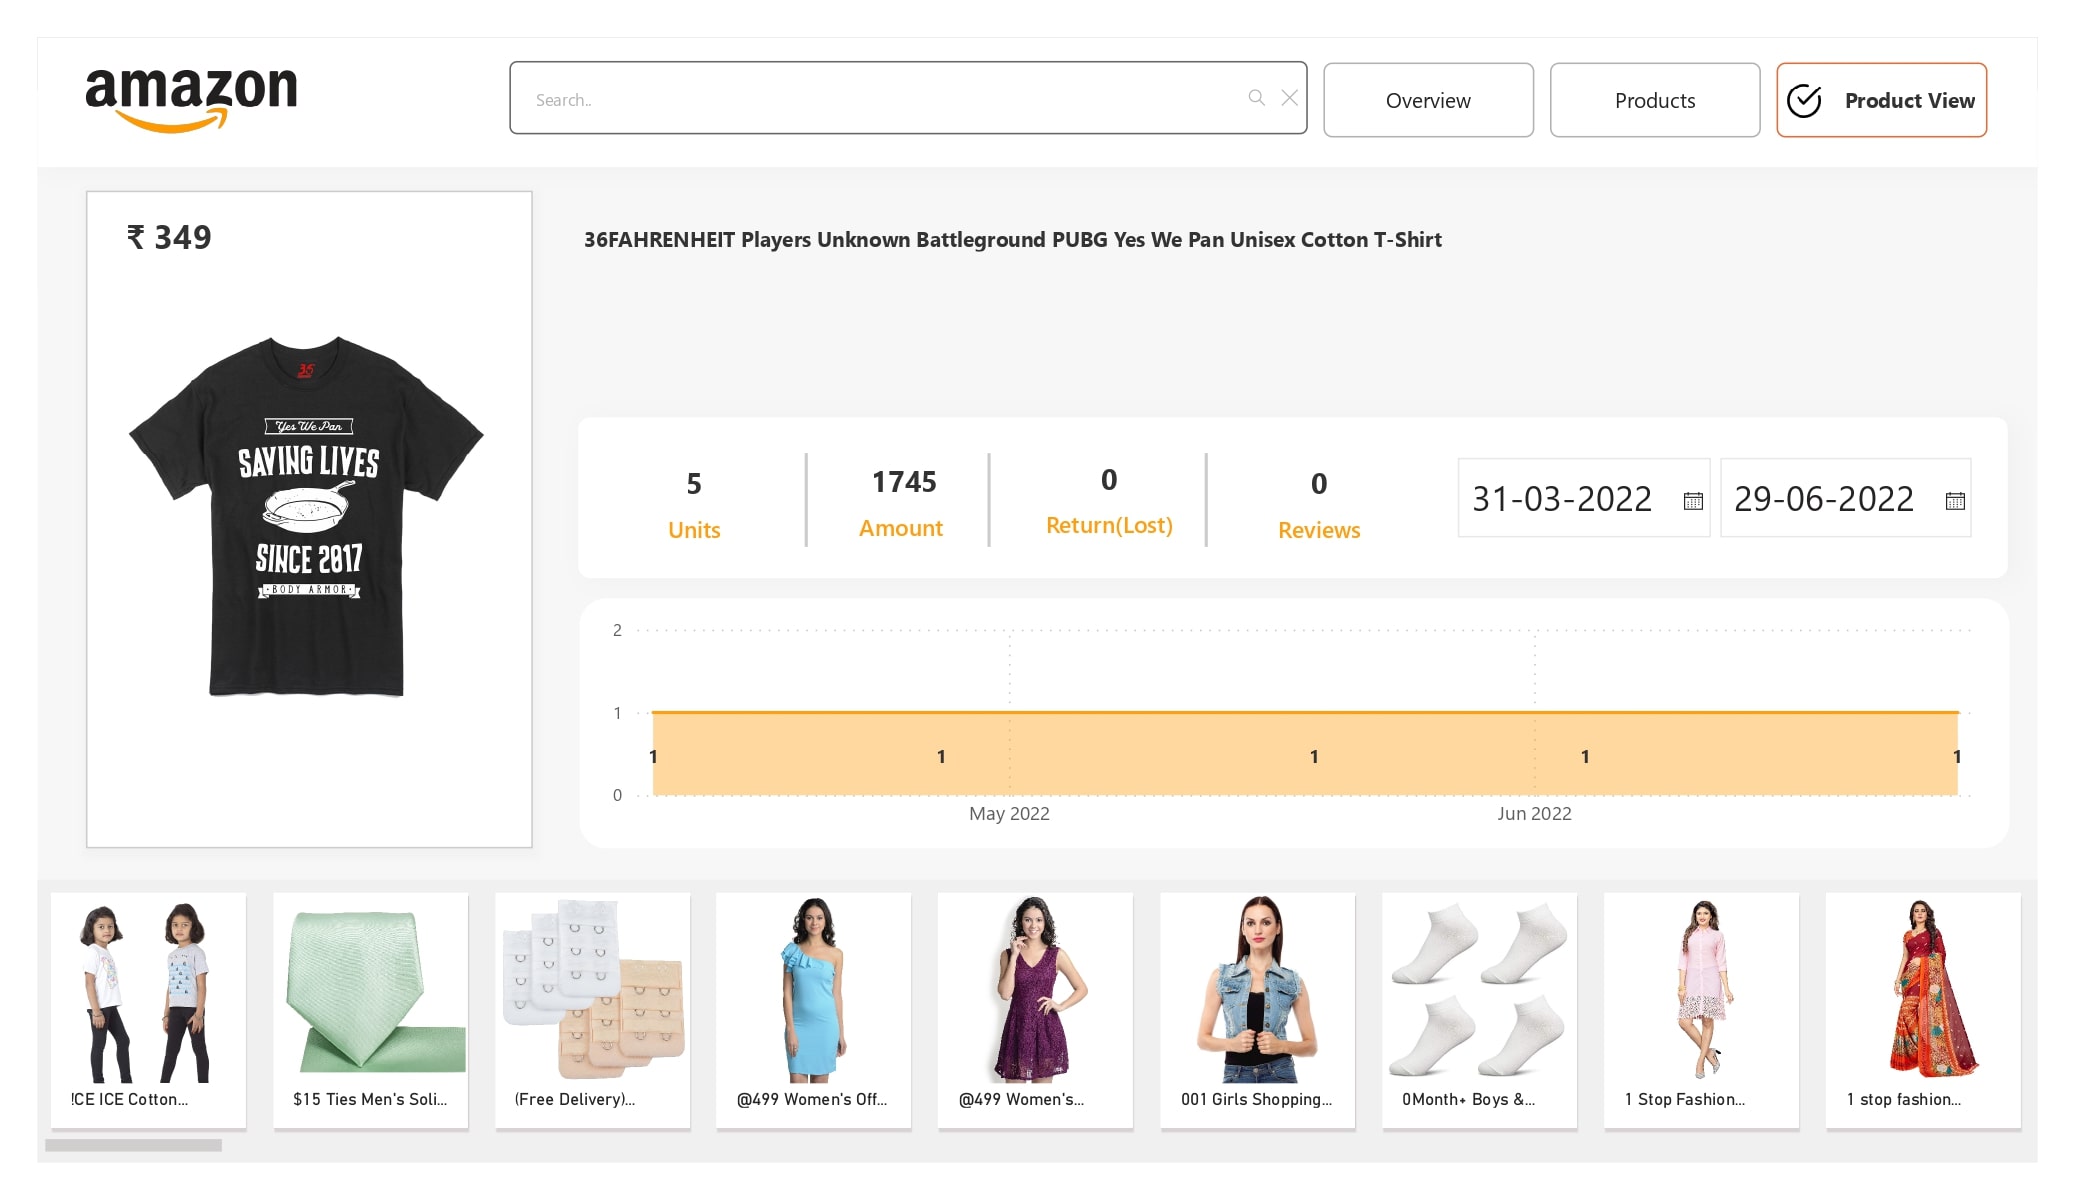 amazon
Search..
Overview
Products
Product View
₹ 349
36FAHRENHEIT Players Unknown Battleground PUBG Yes We Pan Unisex Cotton T-Shirt
36
Yes We Pan
SAVING LIVES
SINCE 2017
·BODY ARMOR·
5
Units
1745
Amount
0
Return(Lost)
0
Reviews
31-03-2022
29-06-2022
2
1
0
1 1 1 1 1
May 2022
Jun 2022
!CE ICE Cotton...
$15 Ties Men's Soli...
(Free Delivery)...
@499 Women's Off...
@499 Women's...
001 Girls Shopping...
0Month+ Boys &...
1 Stop Fashion...
1 stop fashion...